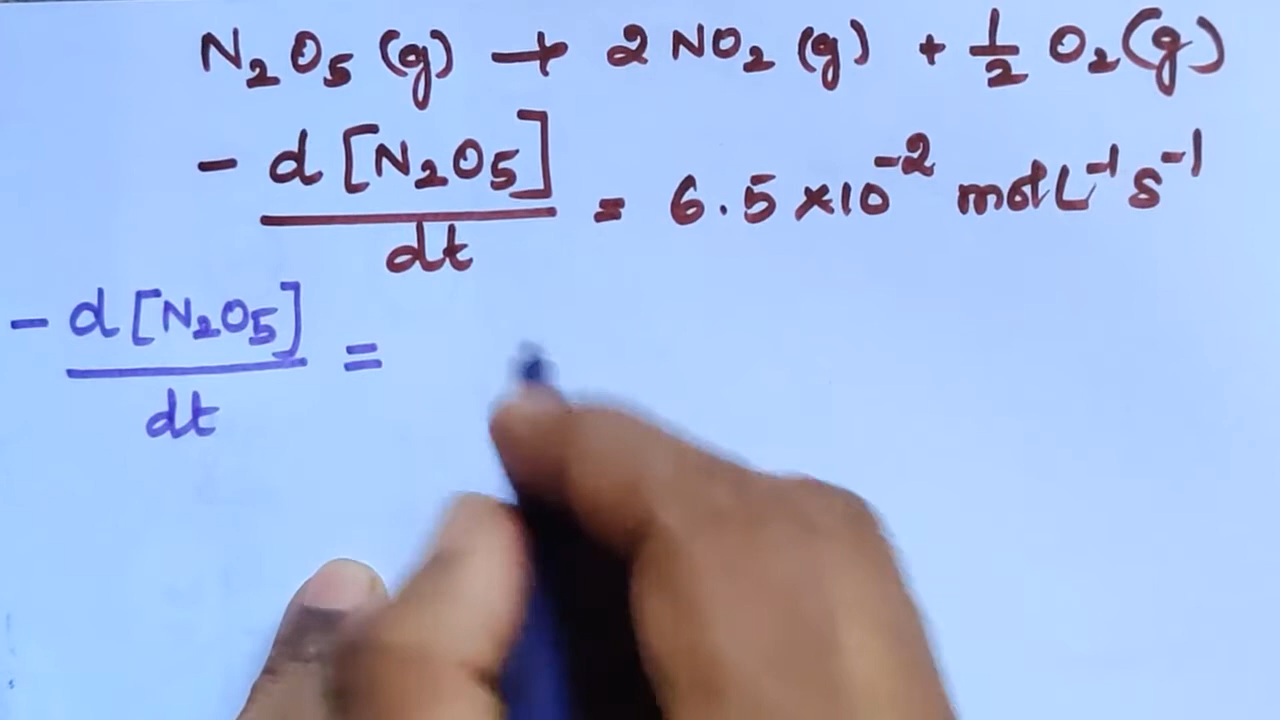 N₂O₅ (g) → 2 NO₂ (g) + 1/2 O₂ (g)
- d[N₂O₅]/dt = 6.5 × 10⁻² mol L⁻¹ s⁻¹
- d[N₂O₅]/dt =